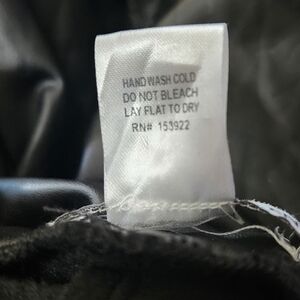 HAND WASH COLD
DO NOT BLEACH
LAY FLAT TO DRY
RN# 153922